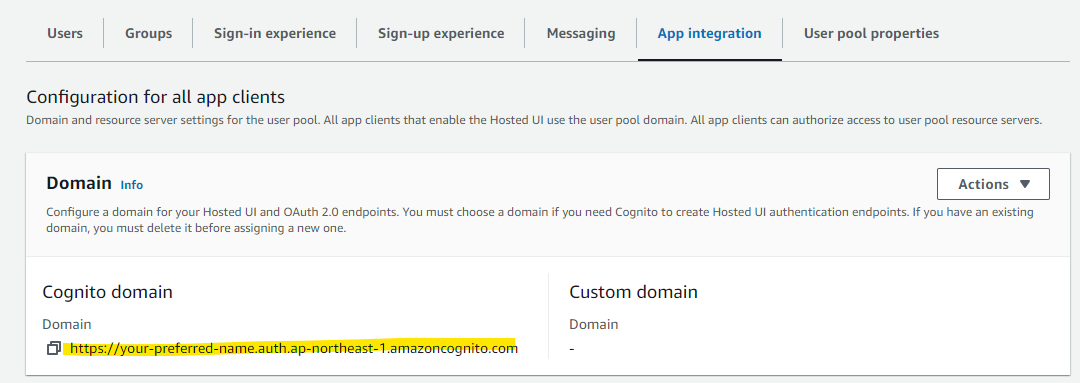 Users Groups Sign-in experience Sign-up experience Messaging App integration User pool properties
Configuration for all app clients
Domain and resource server settings for the user pool. All app clients that enable the Hosted UI use the user pool domain. All app clients can authorize access to user pool resource servers.
Domain Info
Actions
Configure a domain for your Hosted UI and OAuth 2.0 endpoints. You must choose a domain if you need Cognito to create Hosted UI authentication endpoints. If you have an existing
domain, you must delete it before assigning a new one.
Cognito domain
Domain
https://your-preferred-name.auth.ap-northeast-1.amazoncognito.com
Custom domain
Domain
-